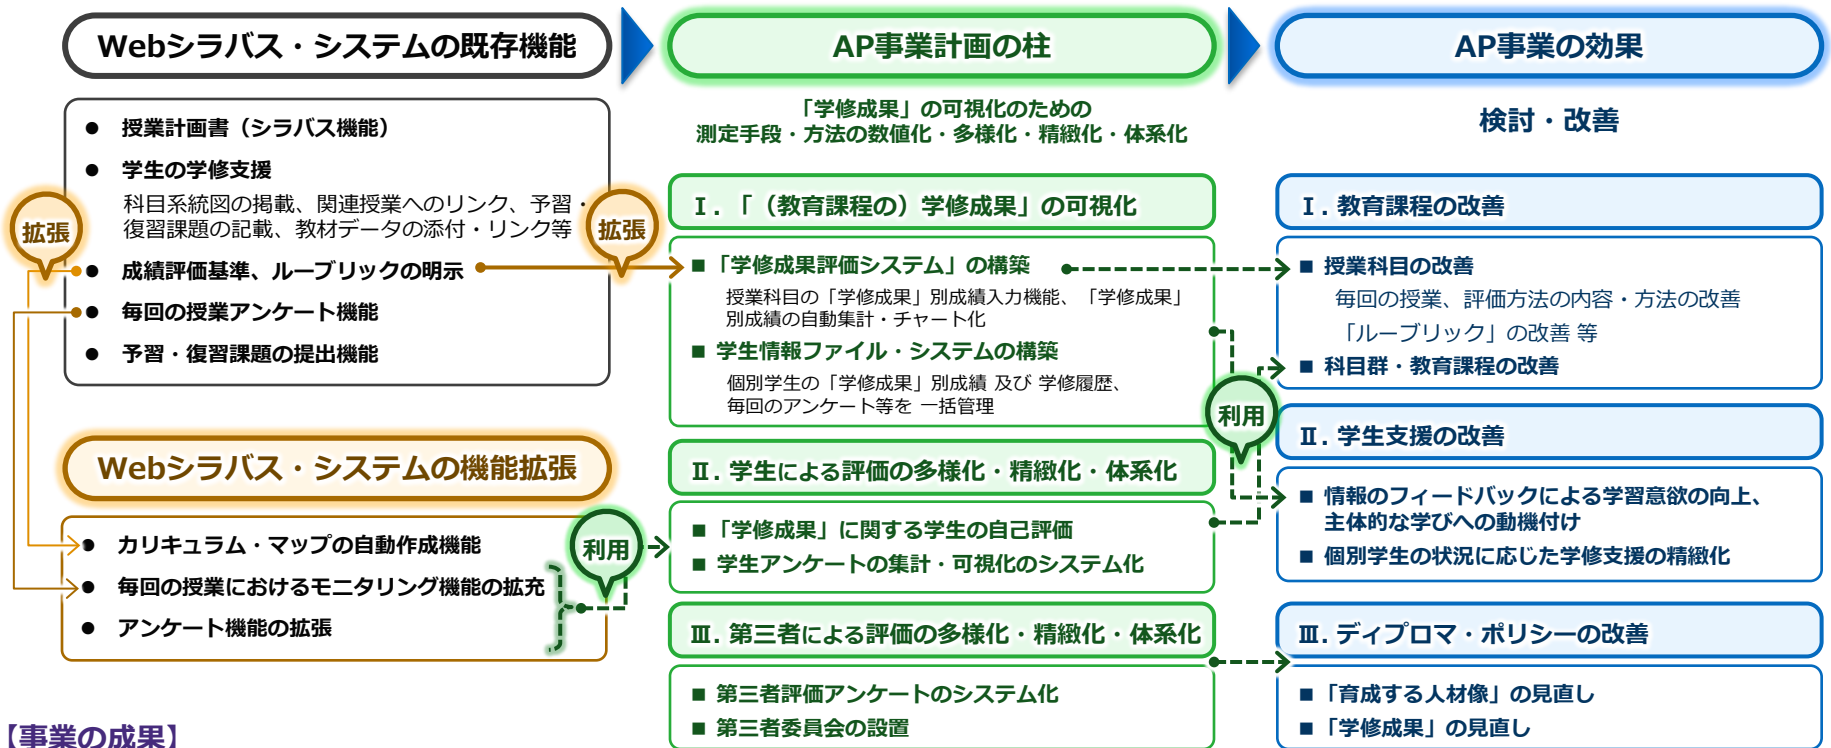 Webシラバス・システムの既存機能
● 授業計画書（シラバス機能）
● 学生の学修支援
科目系統図の掲載、関連授業へのリンク、予習・
復習課題の記載、教材データの添付・リンク等
● 成績評価基準、ルーブリックの明示
● 毎回の授業アンケート機能
● 予習・復習課題の提出機能
拡張
拡張
Webシラバス・システムの機能拡張
● カリキュラム・マップの自動作成機能
● 毎回の授業におけるモニタリング機能の拡充
● アンケート機能の拡張
利用
AP事業計画の柱
「学修成果」の可視化のための
測定手段・方法の数値化・多様化・精緻化・体系化
Ⅰ．「（教育課程の）学修成果」の可視化
■ 「学修成果評価システム」の構築
授業科目の「学修成果」別成績入力機能、「学修成果」
別成績の自動集計・チャート化
■ 学生情報ファイル・システムの構築
個別学生の「学修成果」別成績 及び 学修履歴、
毎回のアンケート等を 一括管理
Ⅱ．学生による評価の多様化・精緻化・体系化
■ 「学修成果」に関する学生の自己評価
■ 学生アンケートの集計・可視化のシステム化
Ⅲ．第三者による評価の多様化・精緻化・体系化
■ 第三者評価アンケートのシステム化
■ 第三者委員会の設置
利用
AP事業の効果
検討・改善
Ⅰ．教育課程の改善
■ 授業科目の改善
毎回の授業、評価方法の内容・方法の改善
「ルーブリック」の改善 等
■ 科目群・教育課程の改善
Ⅱ．学生支援の改善
■ 情報のフィードバックによる学習意欲の向上、
主体的な学びへの動機付け
■ 個別学生の状況に応じた学修支援の精緻化
Ⅲ．ディプロマ・ポリシーの改善
■ 「育成する人材像」の見直し
■ 「学修成果」の見直し
【事業の成果】